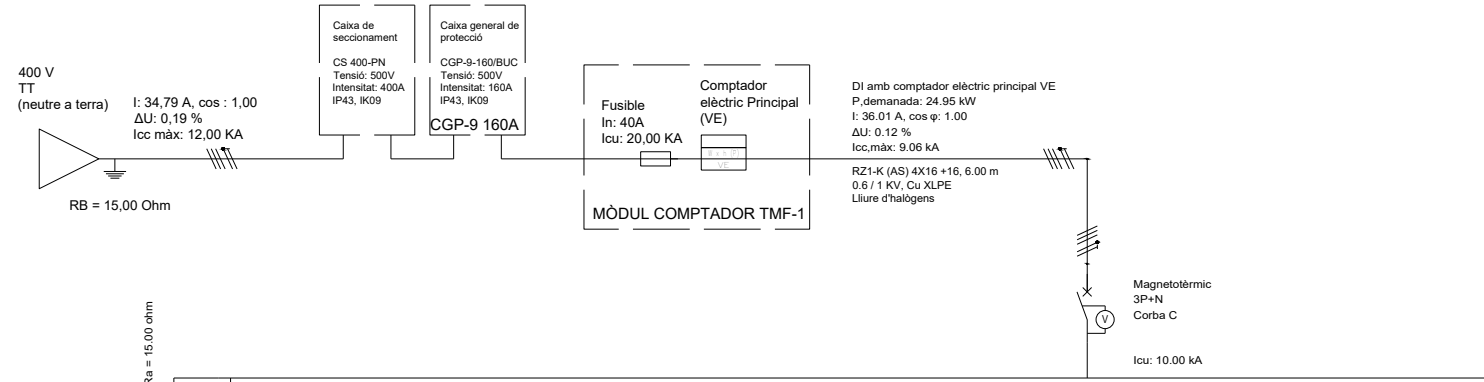 400 V
TT
(neutre a terra)
I: 34,79 A, cos : 1,00
ΔU: 0,19 %
Icc màx: 12,00 KA
RB = 15,00 Ohm
Caixa de
seccionament
CS 400-PN
Tensió: 500V
Intensitat: 400A
IP43, IK09
Caixa general de
protecció
CGP-9-160/BUC
Tensió: 500V
Intensitat: 160A
IP43, IK09
CGP-9 160A
Fusible
In: 40A
Icu: 20,00 KA
Comptador
elèctric Principal
(VE)
VE
MÒDUL COMPTADOR TMF-1
DI amb comptador elèctric principal VE
P,demanada: 24.95 kW
I: 36.01 A, cos φ: 1.00
ΔU: 0.12 %
Icc,màx: 9.06 kA
RZ1-K (AS) 4X16 +16, 6.00 m
0.6 / 1 KV, Cu XLPE
Lliure d'halògens
Magnetotèrmic
3P+N
Corba C
V
Icu: 10.00 kA
Ra = 15.00 ohm